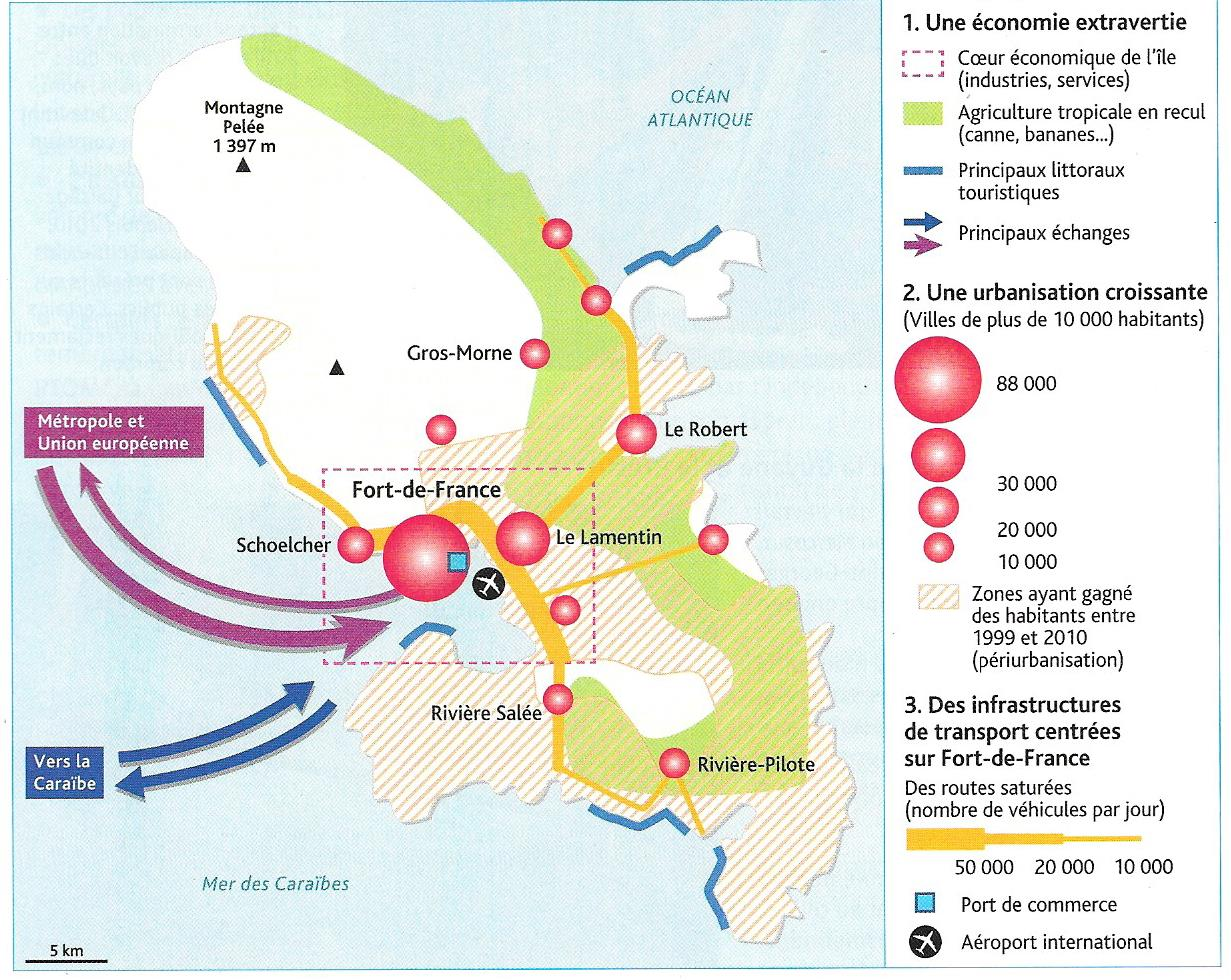 Montagne
Pelée
1 397 m
OCÉAN
ATLANTIQUE
Gros-Morne
Le Robert
Métropole et
Union européenne
Fort-de-France
Schoelcher
Le Lamentin
Rivière Salée
Vers la
Caraïbe
Rivière-Pilote
Mer des Caraïbes
5 km
1. Une économie extravertie
Cœur économique de l'île
(industries, services)
Agriculture tropicale en recul
(canne, bananes...)
Principaux littoraux
touristiques
Principaux échanges
2. Une urbanisation croissante
(Villes de plus de 10 000 habitants)
88 000
30 000
20 000
10 000
Zones ayant gagné
des habitants entre
1999 et 2010
(périurbanisation)
3. Des infrastructures
de transport centrées
sur Fort-de-France
Des routes saturées
(nombre de véhicules par jour)
50 000 20 000 10 000
Port de commerce
Aéroport international